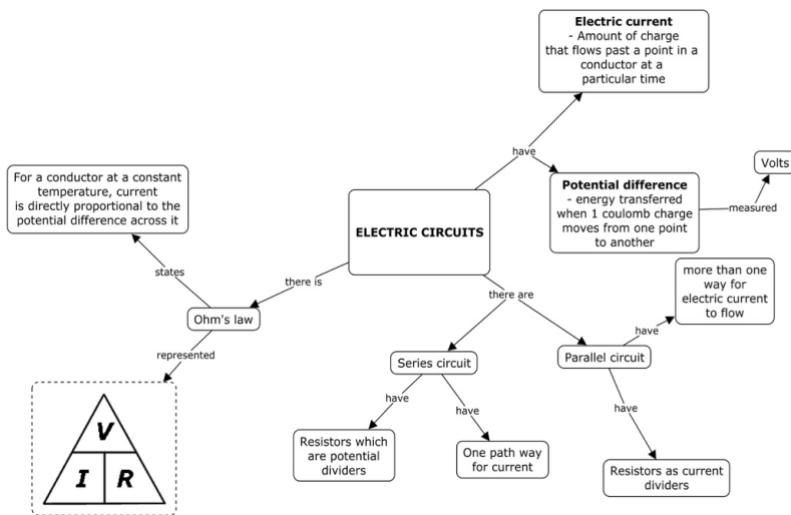 Electric current
- Amount of charge
that flows past a point in a
conductor at a
particular time
have
Volts
For a conductor at a constant
temperature, current
is directly proportional to the
potential difference across it
Potential difference
- energy transferred
when 1 coulomb charge
moves from one point
to another
measured
ELECTRIC CIRCUITS
states
there is
there are
more than one
way for
electric current
to flow
Ohm's law
have
represented
Series circuit
Parallel circuit
have
have
have
V
I R
Resistors which
are potential
dividers
One path way
for current
Resistors as current
dividers